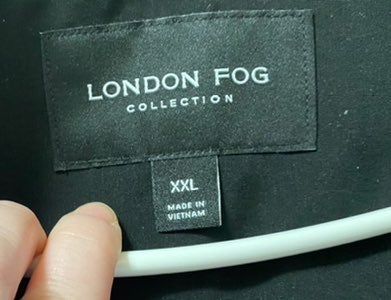 LONDON FOG
COLLECTION
XXL
MADE IN
VIETNAM